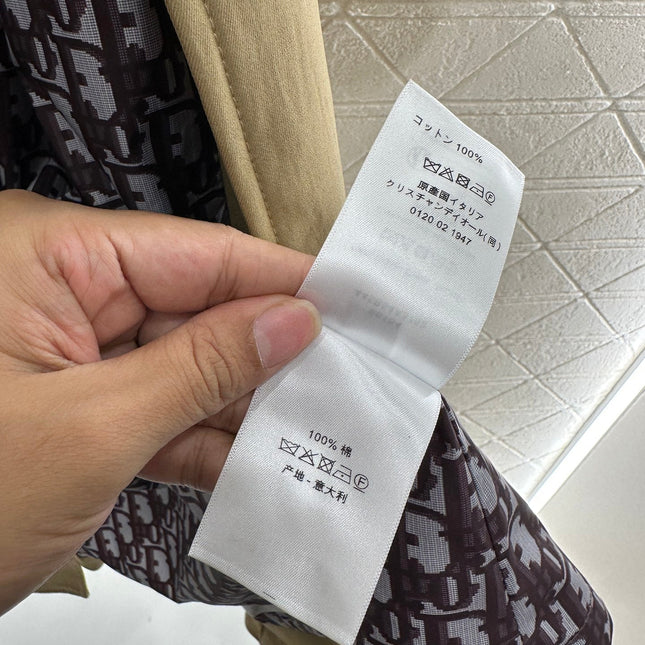 コットン 100%
P
原産国イタリア
クリスチャンディオール(同)
0120 02 1947
100% 棉
F
产地 - 意大利